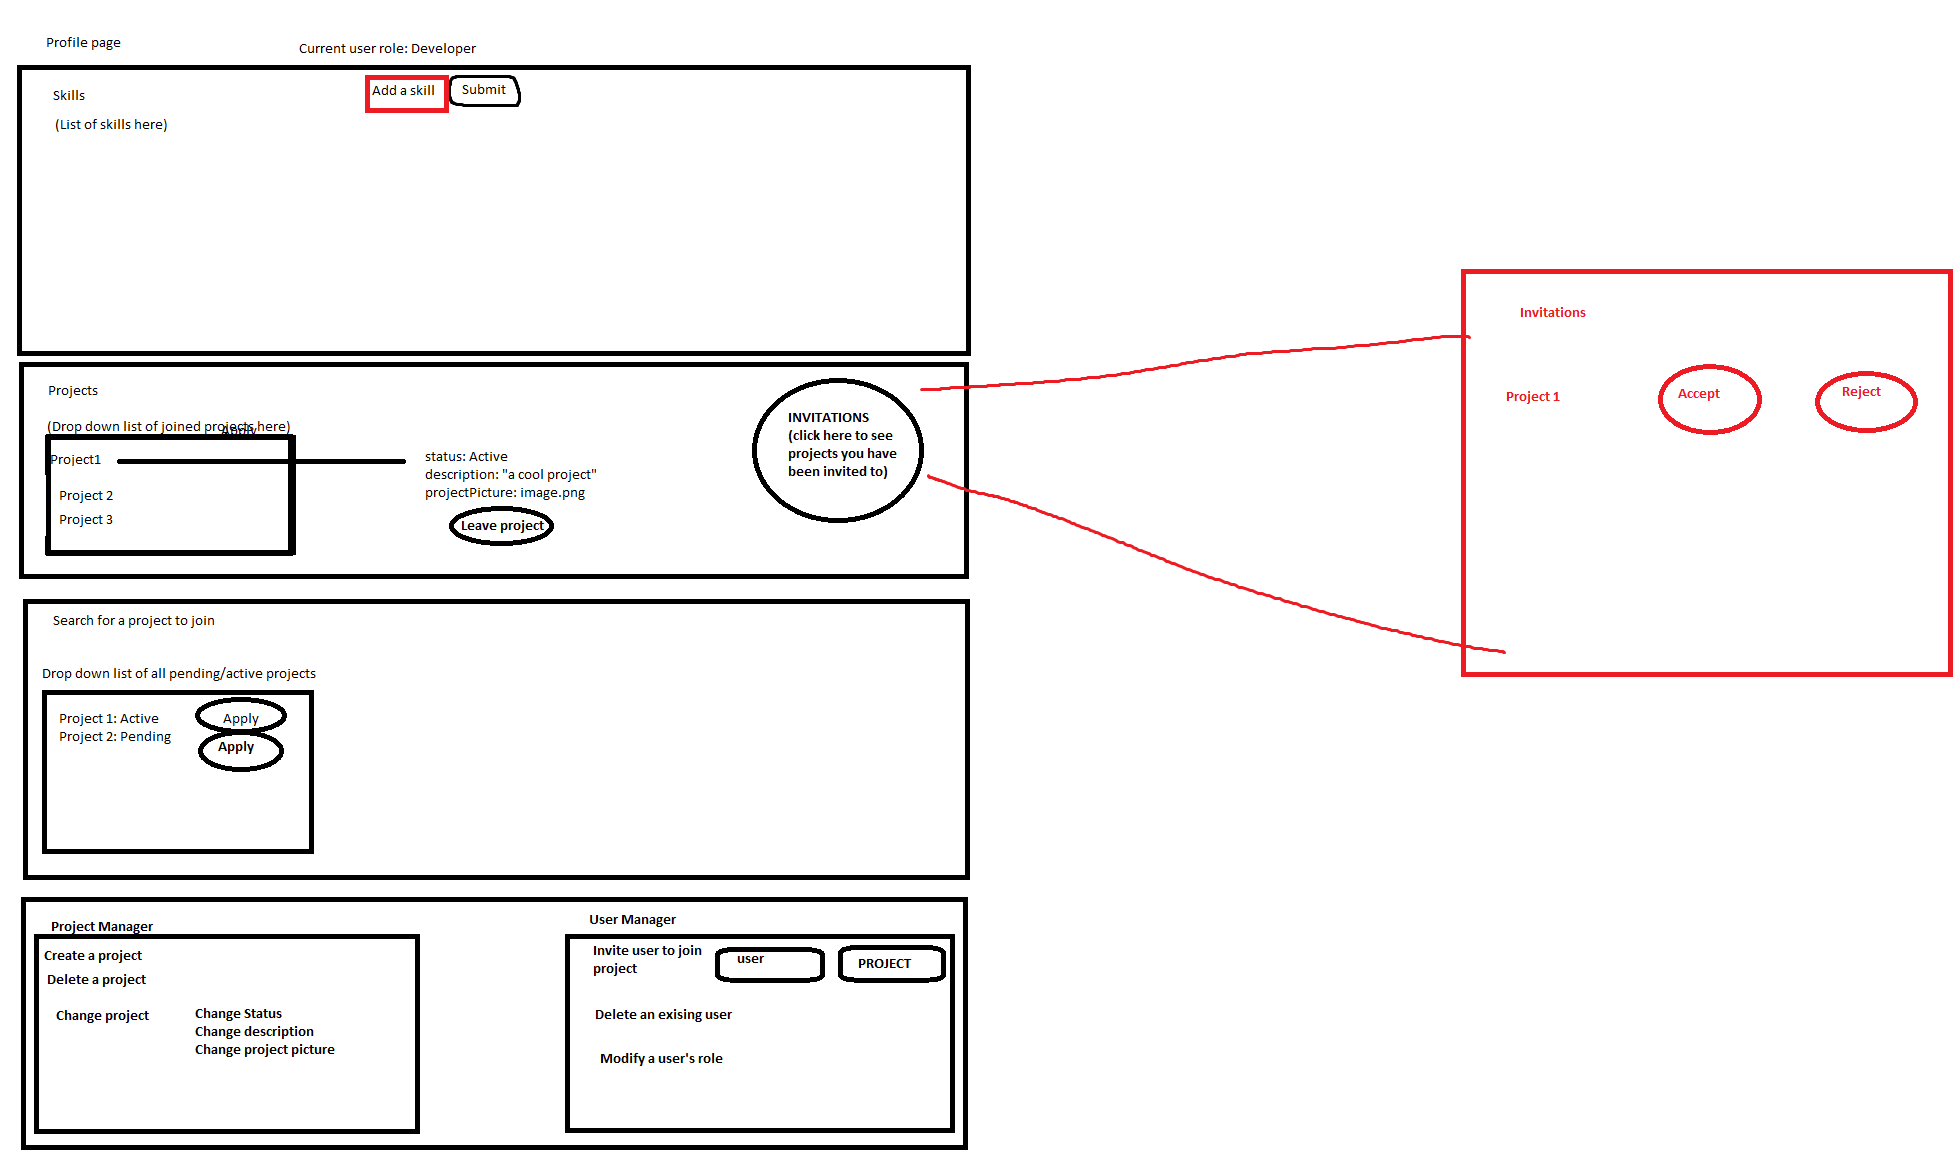 Profile page
Current user role: Developer
Skills
Add a skill
Submit
(List of skills here)
Projects
(Drop down list of joined projects here)
Apply
Project1
Project 2
Project 3
status: Active
description: "a cool project"
projectPicture: image.png
Leave project
INVITATIONS
(click here to see
projects you have
been invited to)
Invitations
Project 1
Accept
Reject
Search for a project to join
Drop down list of all pending/active projects
Project 1: Active
Apply
Project 2: Pending
Apply
Project Manager
Create a project
Delete a project
Change project
Change Status
Change description
Change project picture
User Manager
Invite user to join
project
user
PROJECT
Delete an exising user
Modify a user's role